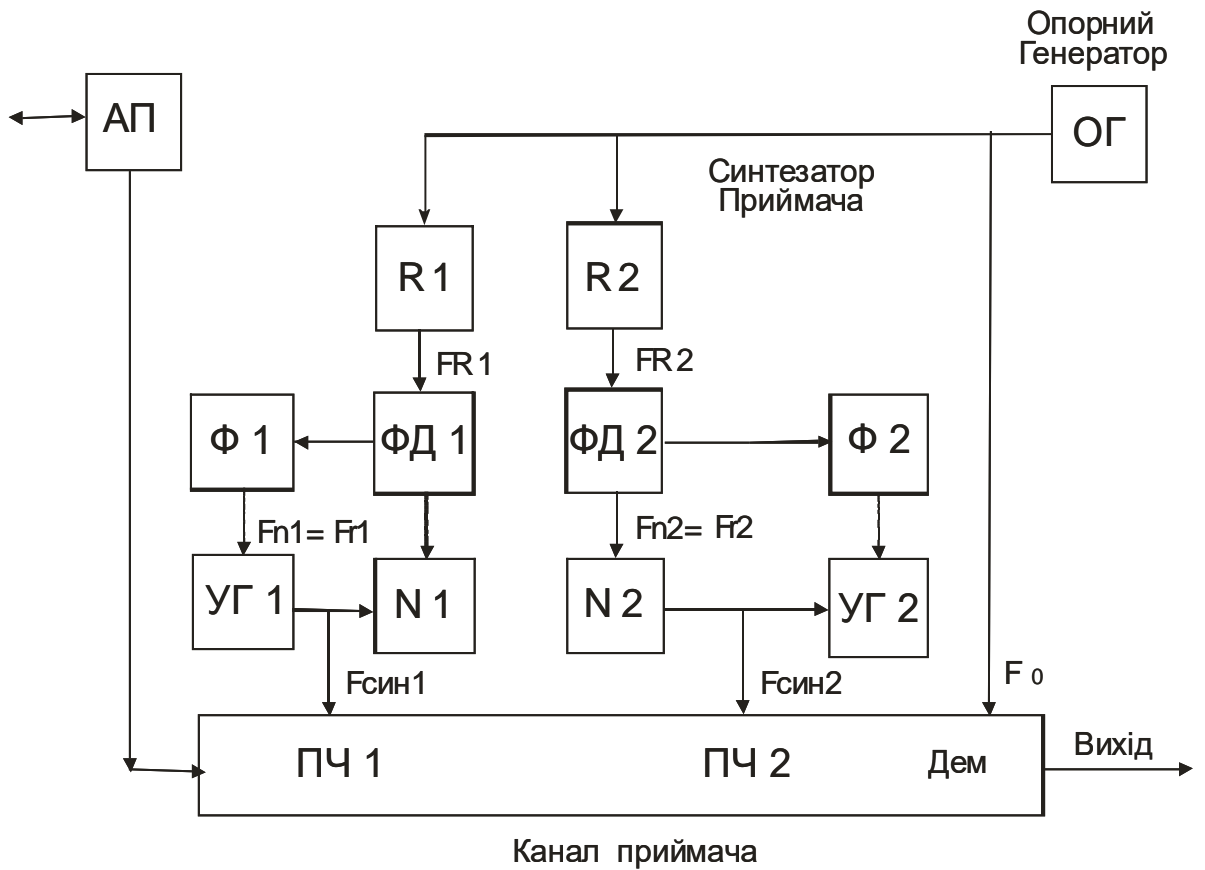 Опорний
Генератор
АП
ОГ
Синтезатор
Приймача
R 1
R 2
FR 1
FR 2
Ф 1
ФД 1
ФД 2
Ф 2
Fn1= Fr1
Fn2= Fr2
УГ 1
N 1
N 2
УГ 2
Fсин1
Fсин2
F 0
ПЧ 1
ПЧ 2
Дем
Вихід
Канал приймача